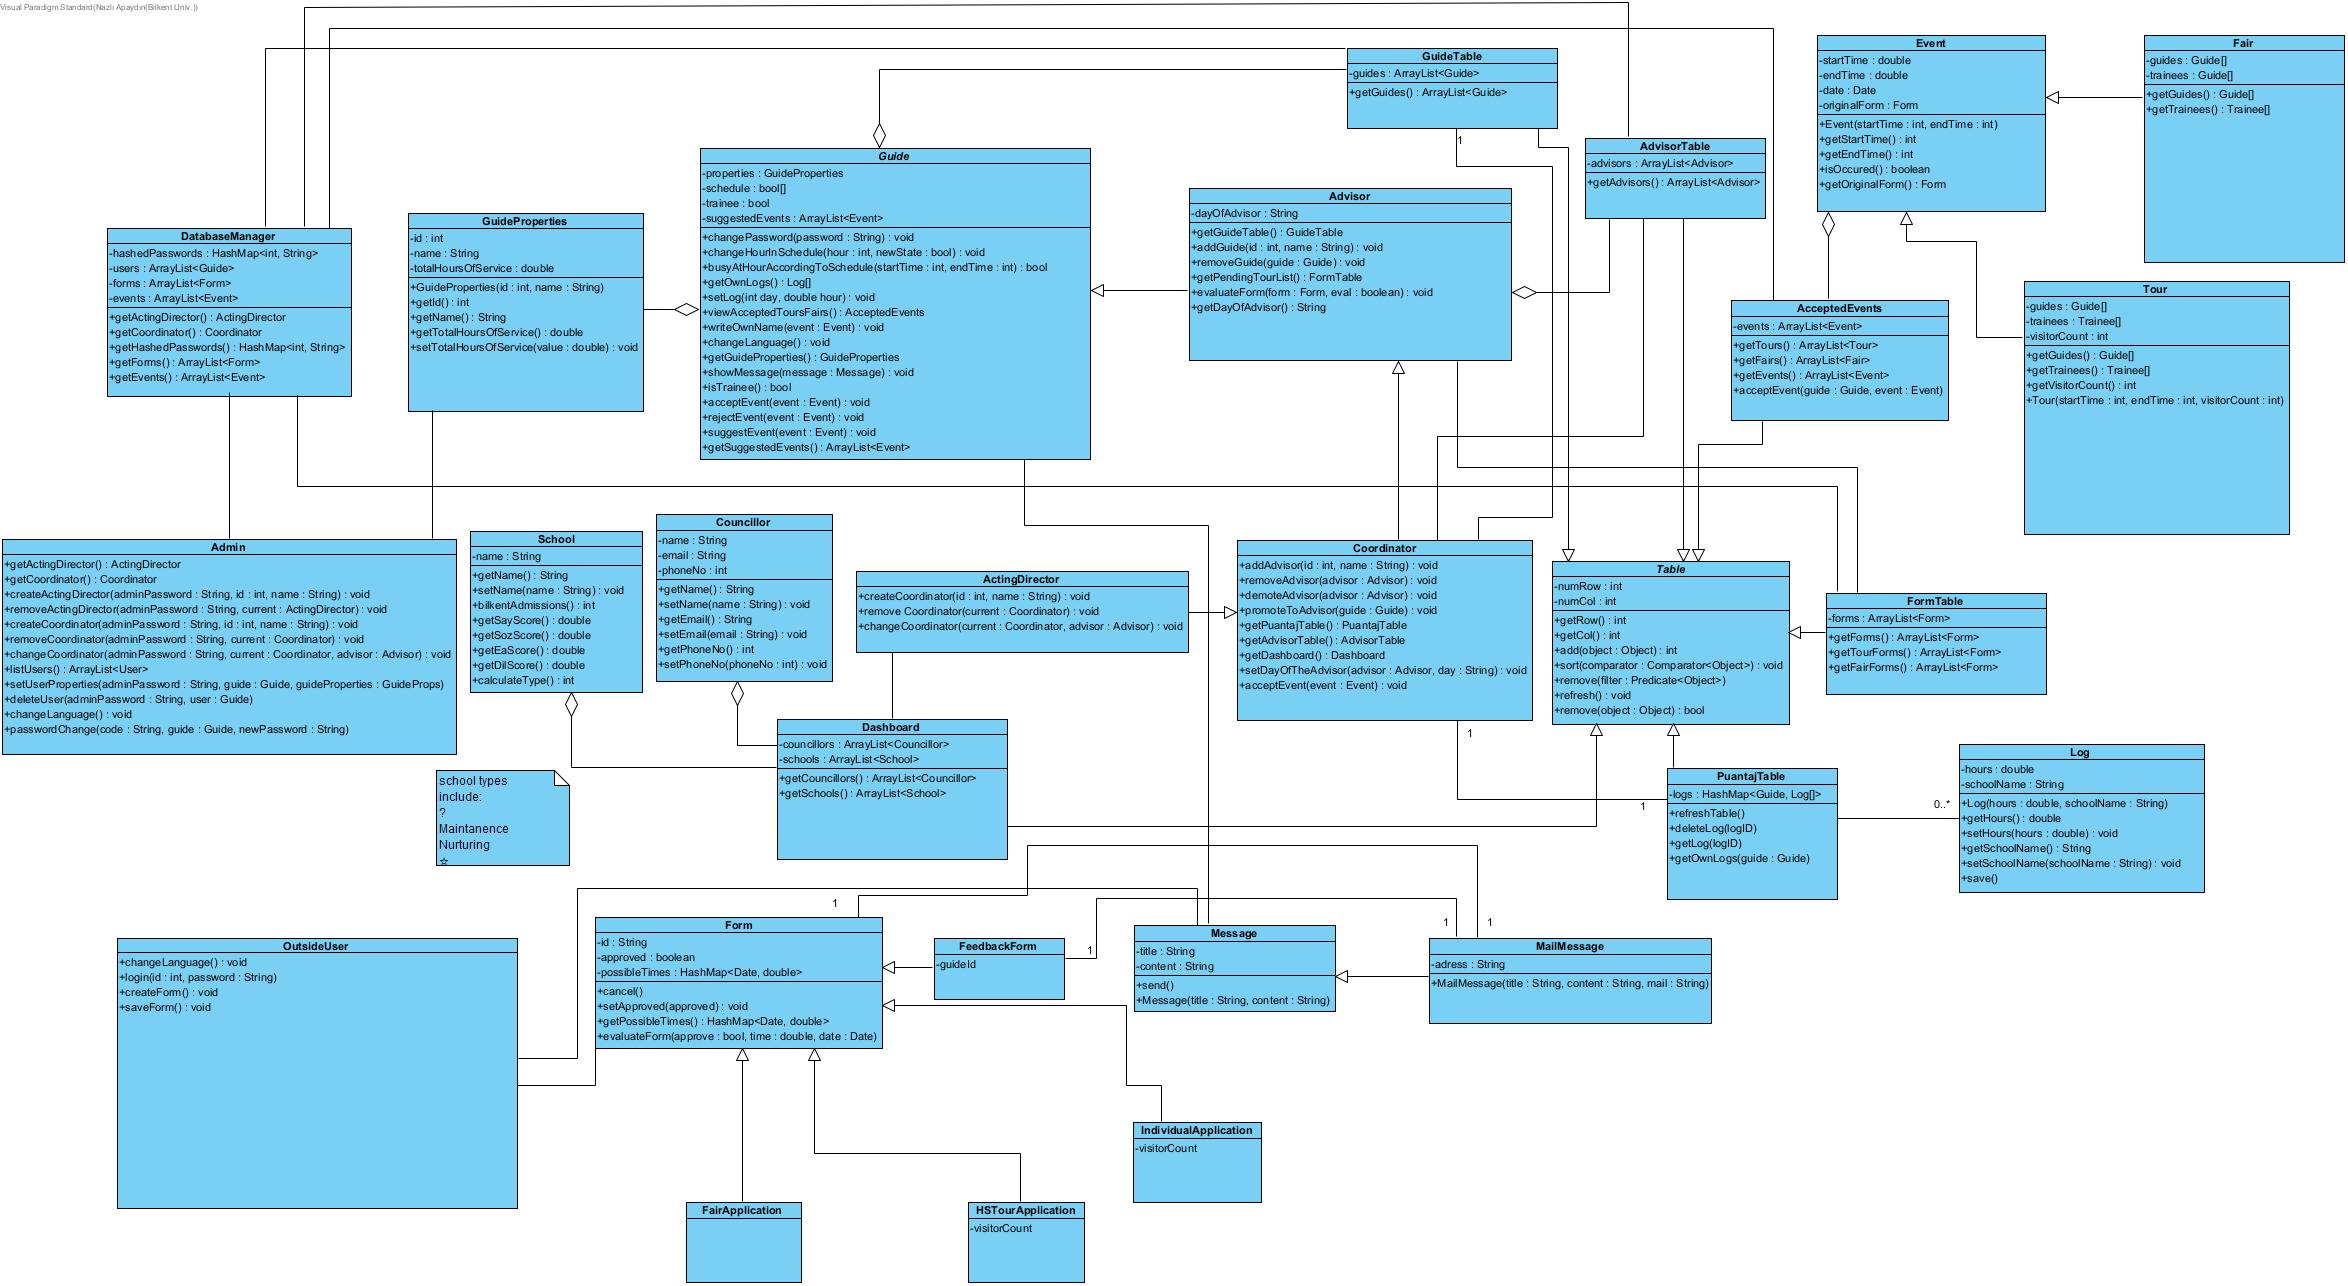 Visual Paradigm Standard(Nazlı Apaydın(Bilkent Univ.))
GuideTable
-guides : ArrayList<Guide>
+getGuides() : ArrayList<Guide>
1
Event
-startTime : double
-endTime : double
-date : Date
-originalForm : Form
+Event(startTime : int, endTime : int)
+getStartTime() : int
+getEndTime() : int
+isOccured() : boolean
+getOriginalForm() : Form
Fair
-guides : Guide[]
-trainees : Guide[]
+getGuides() : Guide[]
+getTrainees() : Trainee[]
AdvisorTable
-advisors : ArrayList<Advisor>
+getAdvisors() : ArrayList<Advisor>
Guide
-properties : GuideProperties
-schedule : bool[]
-trainee : bool
-suggestedEvents : ArrayList<Event>
+changePassword(password : String) : void
+changeHourInSchedule(hour : int, newState : bool) : void
+busyAtHourAccordingToSchedule(startTime : int, endTime : int) : bool
+getOwnLogs() : Log[]
+setLog(int day, double hour) : void
+viewAcceptedToursFairs() : AcceptedEvents
+writeOwnName(event : Event) : void
+changeLanguage() : void
+getGuideProperties() : GuideProperties
+showMessage(message : Message) : void
+isTrainee() : bool
+acceptEvent(event : Event) : void
+rejectEvent(event : Event) : void
+suggestEvent(event : Event) : void
+getSuggestedEvents() : ArrayList<Event>
Advisor
-dayOfAdvisor : String
+getGuideTable() : GuideTable
+addGuide(id : int, name : String) : void
+removeGuide(guide : Guide) : void
+getPendingTourList() : FormTable
+evaluateForm(form : Form, eval : boolean) : void
+getDayOfAdvisor() : String
DatabaseManager
-hashedPasswords : HashMap<int, String>
-users : ArrayList<Guide>
-forms : ArrayList<Form>
-events : ArrayList<Event>
+getActingDirector() : ActingDirector
+getCoordinator() : Coordinator
+getHashedPasswords() : HashMap<int, String>
+getForms() : ArrayList<Form>
+getEvents() : ArrayList<Event>
GuideProperties
-id : int
-name : String
-totalHoursOfService : double
+GuideProperties(id : int, name : String)
+getId() : int
+getName() : String
+getTotalHoursOfService() : double
+setTotalHoursOfService(value : double) : void
AcceptedEvents
-events : ArrayList<Event>
+getTours() : ArrayList<Tour>
+getFairs() : ArrayList<Fair>
+getEvents() : ArrayList<Event>
+acceptEvent(guide : Guide, event : Event)
Tour
-guides : Guide[]
-trainees : Trainee[]
-visitorCount : int
+getGuides() : Guide[]
+getTrainees() : Trainee[]
+getVisitorCount() : int
+Tour(startTime : int, endTime : int, visitorCount : int)
Admin
+getActingDirector() : ActingDirector
+getCoordinator() : Coordinator
+createActingDirector(adminPassword : String, id : int, name : String) : void
+removeActingDirector(adminPassword : String, current : ActingDirector) : void
+createCoordinator(adminPassword : String, id : int, name : String) : void
+removeCoordinator(adminPassword : String, current : Coordinator) : void
+changeCoordinator(adminPassword : String, current : Coordinator, advisor : Advisor) : void
+listUsers() : ArrayList<User>
+setUserProperties(adminPassword : String, guide : Guide, guideProperties : GuideProps)
+deleteUser(adminPassword : String, user : Guide)
+changeLanguage() : void
+passwordChange(code : String, guide : Guide, newPassword : String)
School
-name : String
+getName() : String
+setName(name : String) : void
+bilkentAdmissions() : int
+getSayScore() : double
+getSozScore() : double
+getEaScore() : double
+getDilScore() : double
+calculateType() : int
Councillor
-name : String
-email : String
-phoneNo : int
+getName() : String
+setName(name : String) : void
+getEmail() : String
+setEmail(email : String) : void
+getPhoneNo() : int
+setPhoneNo(phoneNo : int) : void
ActingDirector
+createCoordinator(id : int, name : String) : void
+remove Coordinator(current : Coordinator) : void
+changeCoordinator(current : Coordinator, advisor : Advisor) : void
Coordinator
+addAdvisor(id : int, name : String) : void
+removeAdvisor(advisor : Advisor) : void
+demoteAdvisor(advisor : Advisor) : void
+promoteToAdvisor(guide : Guide) : void
+getPuantajTable() : PuantajTable
+getAdvisorTable() : AdvisorTable
+getDashboard() : Dashboard
+setDayOfTheAdvisor(advisor : Advisor, day : String) : void
+acceptEvent(event : Event) : void
1
Table
-numRow : int
-numCol : int
+getRow() : int
+getCol() : int
+add(object : Object) : int
+sort(comparator : Comparator<Object>) : void
+remove(filter : Predicate<Object>)
+refresh() : void
+remove(object : Object) : bool
FormTable
-forms : ArrayList<Form>
+getForms() : ArrayList<Form>
+getTourForms() : ArrayList<Form>
+getFairForms() : ArrayList<Form>
Dashboard
-councillors : ArrayList<Councillor>
-schools : ArrayList<School>
+getCouncillors() : ArrayList<Councillor>
+getSchools() : ArrayList<School>
school types
include:
?
Maintanence
Nurturing
☆
PuantajTable
-logs : HashMap<Guide, Log[]>
+refreshTable()
+deleteLog(logID)
+getLog(logID)
+getOwnLogs(guide : Guide)
1
0..*
Log
-hours : double
-schoolName : String
+Log(hours : double, schoolName : String)
+getHours() : double
+setHours(hours : double) : void
+getSchoolName() : String
+setSchoolName(schoolName : String) : void
+save()
OutsideUser
+changeLanguage() : void
+login(id : int, password : String)
+createForm() : void
+saveForm() : void
1
Form
-id : String
-approved : boolean
-possibleTimes : HashMap<Date, double>
+cancel()
+setApproved(approved) : void
+getPossibleTimes() : HashMap<Date, double>
+evaluateForm(approve : bool, time : double, date : Date)
FeedbackForm
-guideId
1
Message
-title : String
-content : String
+send()
+Message(title : String, content : String)
1
1
MailMessage
-adress : String
+MailMessage(title : String, content : String, mail : String)
IndividualApplication
-visitorCount
FairApplication
HSTourApplication
-visitorCount